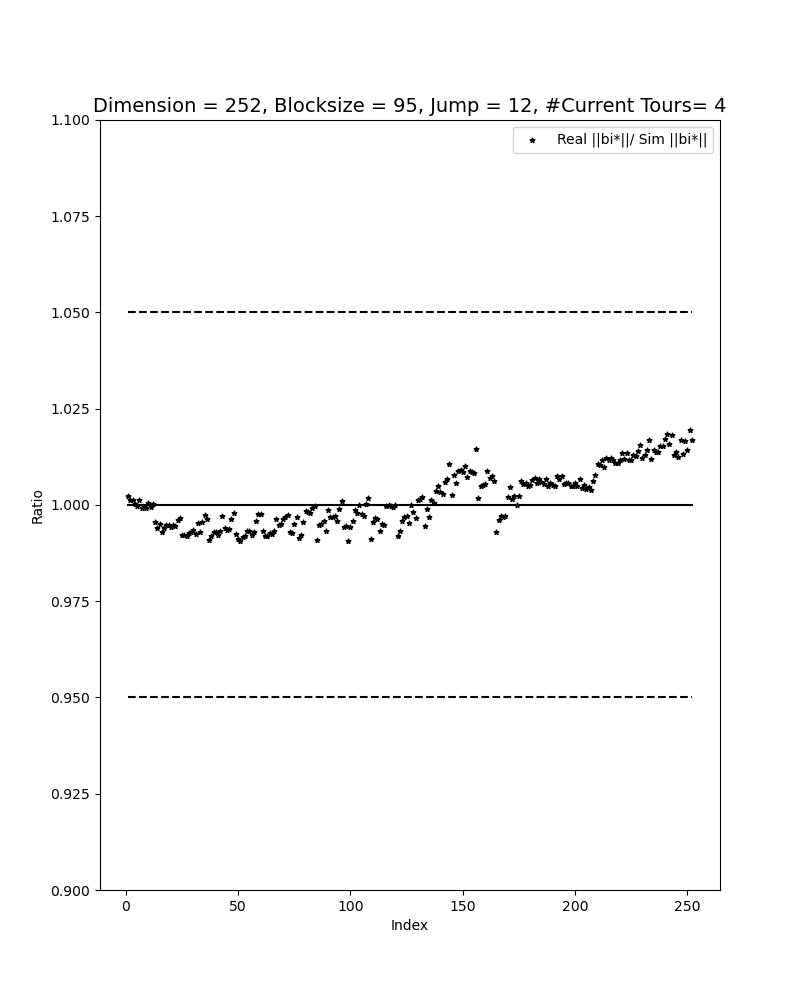 Dimension = 252, Blocksize = 95, Jump = 12, #Current Tours= 4
Real ||bi*||/ Sim ||bi*||
1.100
1.075
1.050
1.025
1.000
0.975
0.950
0.925
0.900
Ratio
0 50 100 150 200 250
Index